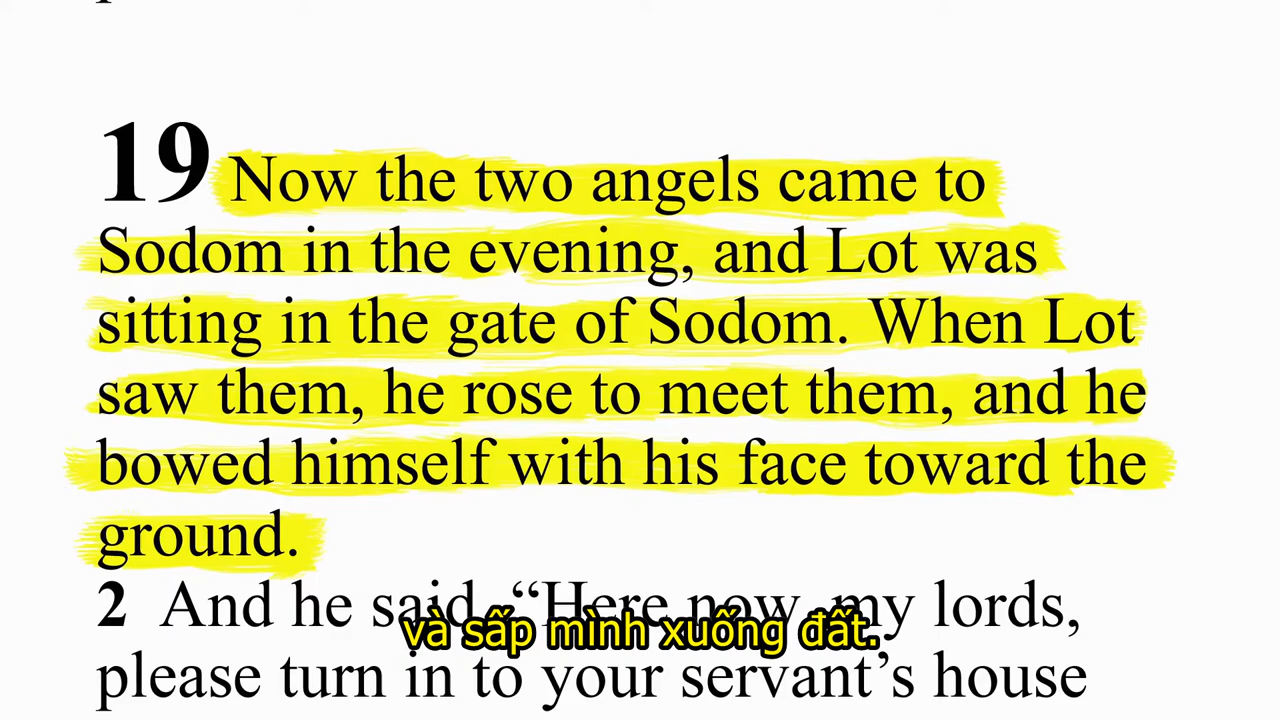 19 Now the two angels came to
Sodom in the evening, and Lot was
sitting in the gate of Sodom. When Lot
saw them, he rose to meet them, and he
bowed himself with his face toward the
ground.
2 And he said, “Here now, my lords,
và sấp mình xuống đất.
please turn in to your servant’s house